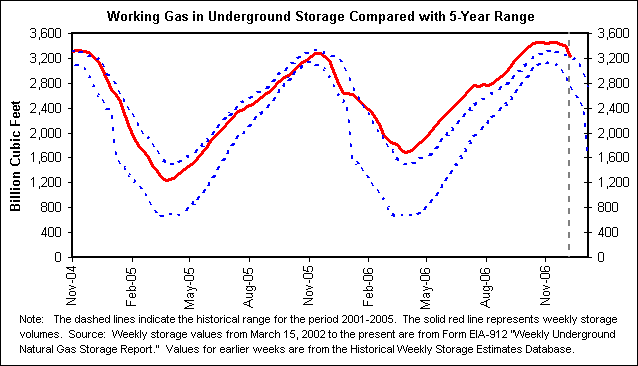 Working Gas in Underground Storage Compared with 5-Year Range
Billion Cubic Feet
3,600
3,200
2,800
2,400
2,000
1,600
1,200
800
400
0
3,600
3,200
2,800
2,400
2,000
1,600
1,200
800
400
0
Nov-04
Feb-05
May-05
Aug-05
Nov-05
Feb-06
May-06
Aug-06
Nov-06
Note: The dashed lines indicate the historical range for the period 2001-2005. The solid red line represents weekly storage
volumes. Source: Weekly storage values from March 15, 2002 to the present are from Form EIA-912 "Weekly Underground
Natural Gas Storage Report." Values for earlier weeks are from the Historical Weekly Storage Estimates Database.